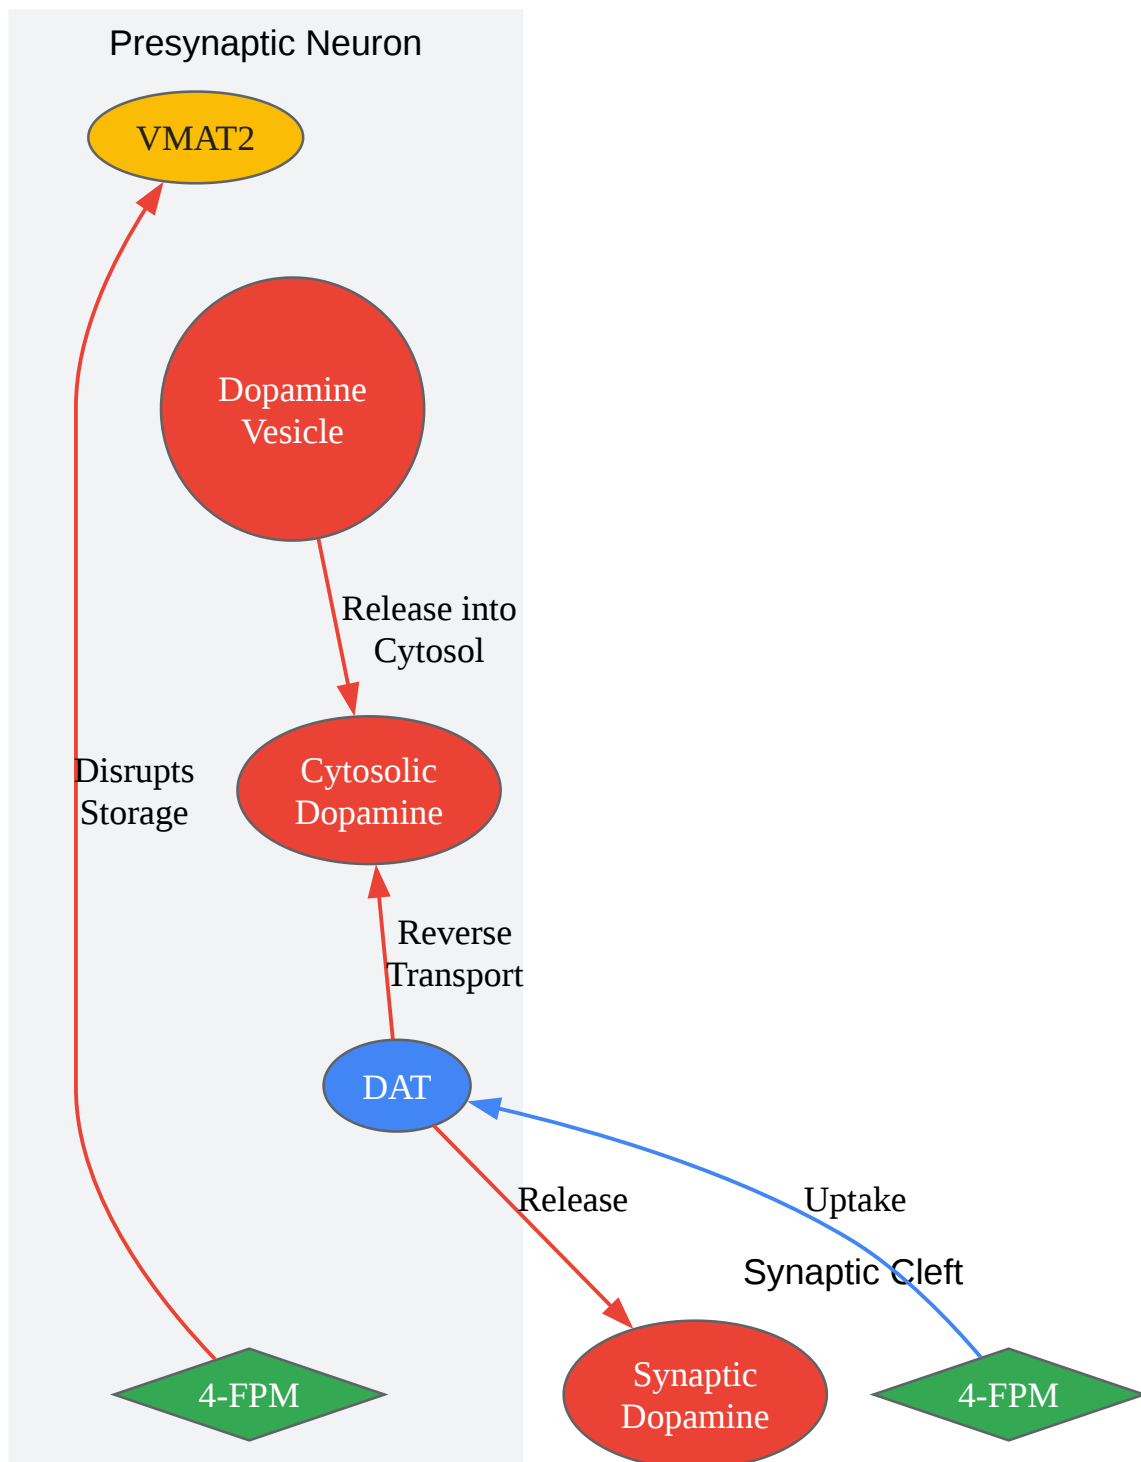 Presynaptic Neuron
VMAT2
Dopamine
Vesicle
Release into
Cytosol
Disrupts
Storage
Cytosolic
Dopamine
Reverse
Transport
DAT
Release
Uptake
Synaptic Cleft
4-FPM
Synaptic
Dopamine
4-FPM